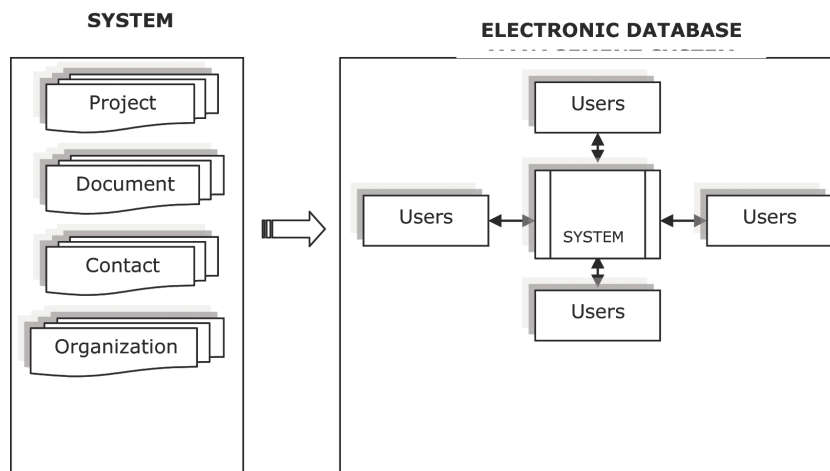 SYSTEM
ELECTRONIC DATABASE
Project
Document
Contact
Organization
Users
Users
SYSTEM
Users
Users